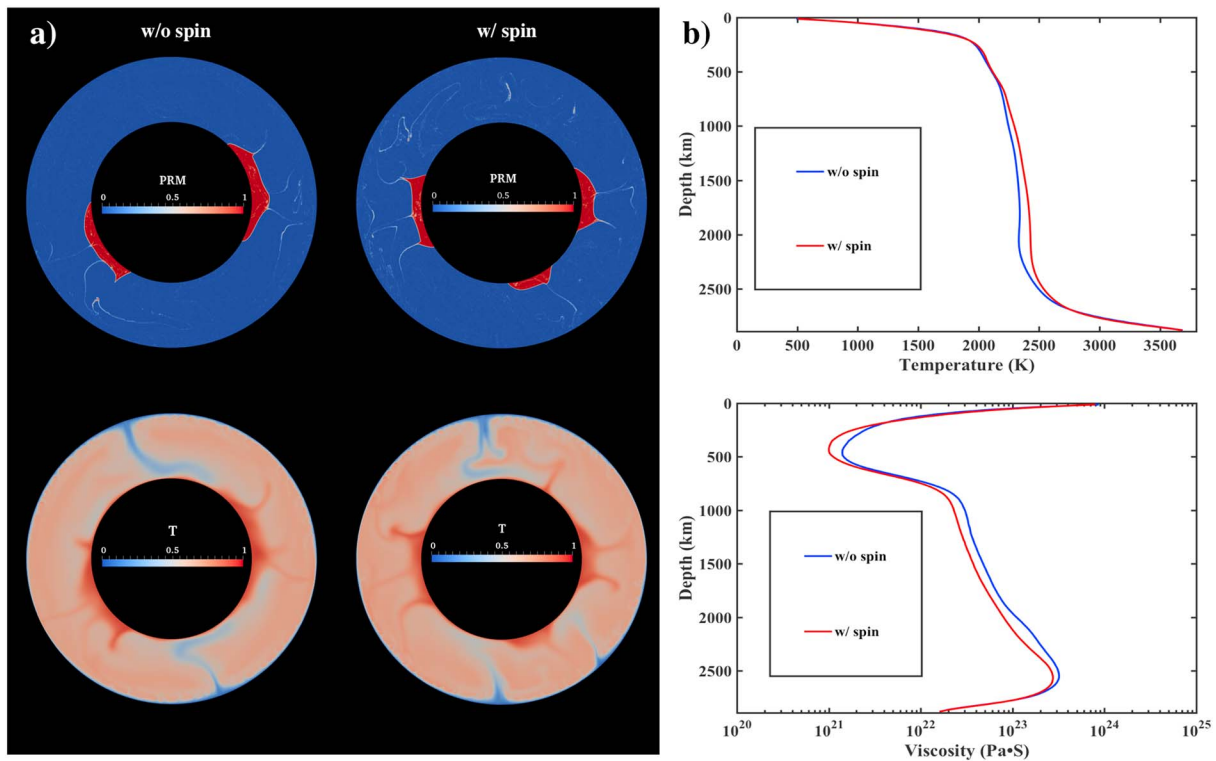 a)
w/o spin
w/ spin
PRM
0 0.5 1
PRM
0 0.5 1
T
0 0.5 1
T
0 0.5 1
b)
0
500
1000
1500
2000
2500
Depth (km)
w/o spin
w/ spin
0 500 1000 1500 2000 2500 3000 3500
Temperature (K)
0
500
1000
1500
2000
2500
Depth (km)
w/o spin
w/ spin
10^20 10^21 10^22 10^23 10^24 10^25
Viscosity (Pa•S)